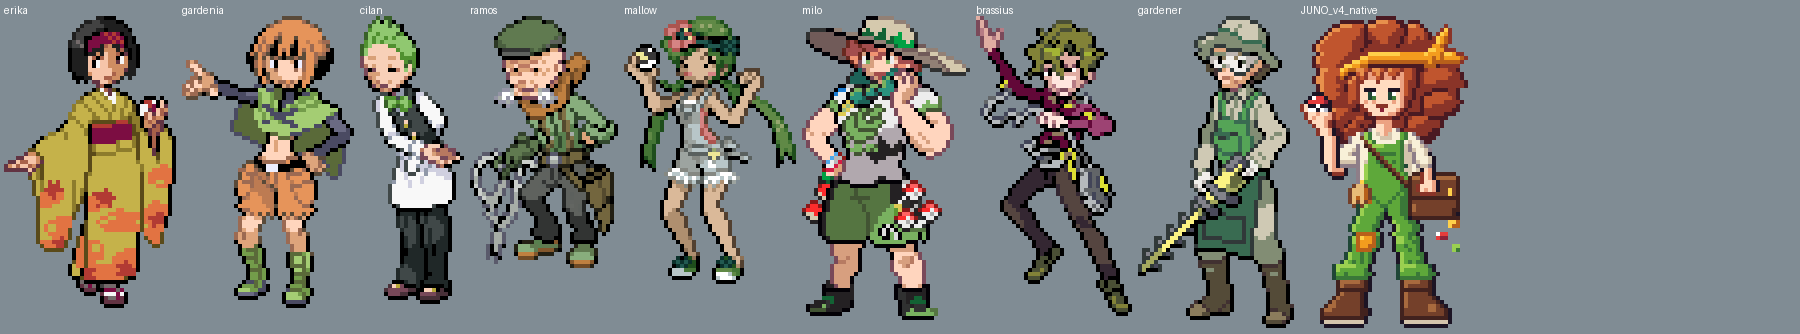 erika
gardenia
cilan
ramos
mallow
milo
brassius
gardener
JUNO_v4_native